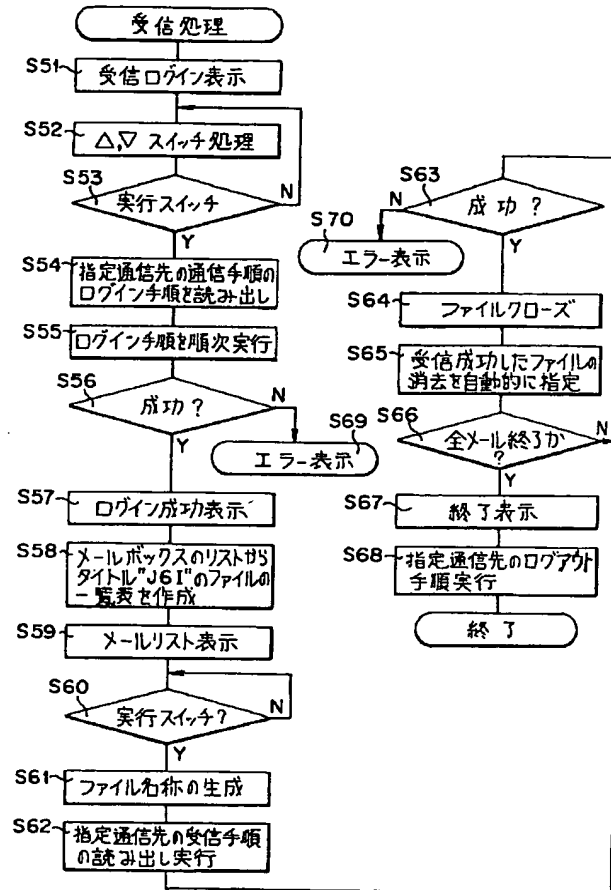 受信処理
S51
受信ログイン表示
S52
△,▽ スイッチ処理
S53
実行スイッチ
N
Y
S54
指定通信先の通信手順の
ログイン手順を読み出し
S55
ログイン手順を順次実行
S56
成功?
N
Y
S69
エラー表示
S57
ログイン成功表示
S58
メールボックスのリストから
タイトル"J6I"のファイルの
一覧表を作成
S59
メールリスト表示
S60
実行スイッチ?
N
Y
S61
ファイル名称の生成
S62
指定通信先の受信手順
の読み出し実行
S63
成功?
N
Y
S70
エラー表示
S64
ファイルクローズ
S65
受信成功したファイルの
消去を自動的に指定
S66
全メール終了か
?
N
Y
S67
終了表示
S68
指定通信先のログアウト
手順実行
終了